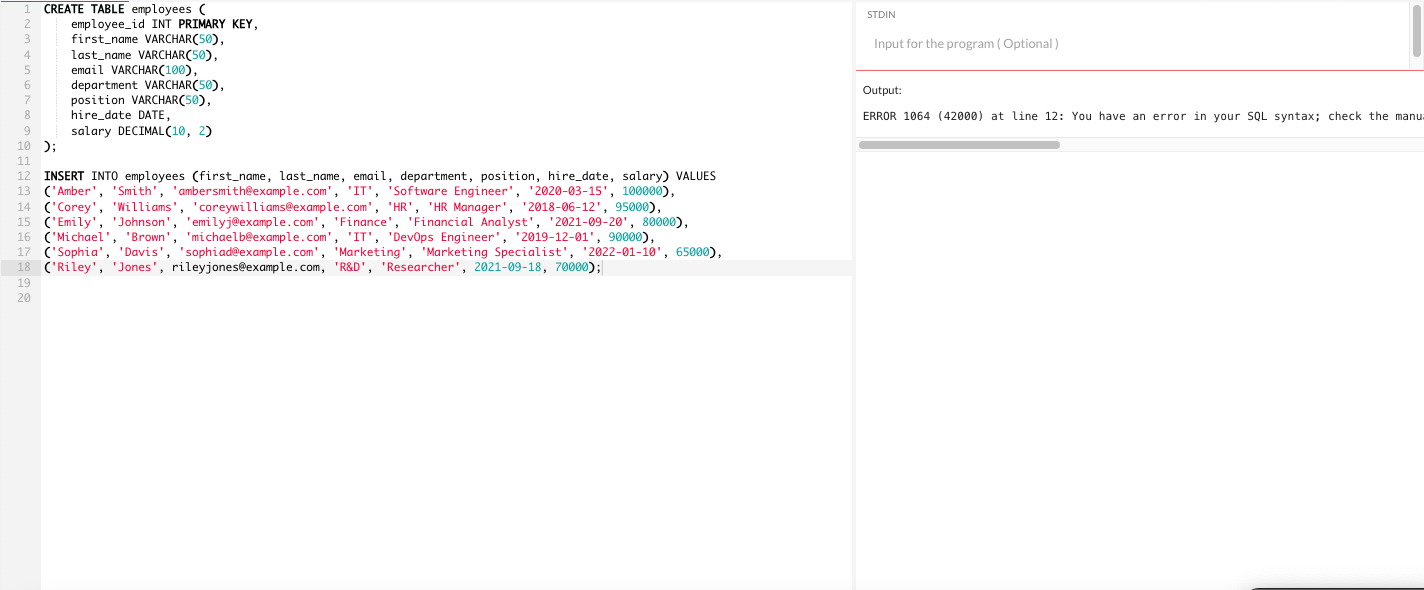 1 CREATE TABLE employees (
2 employee_id INT PRIMARY KEY,
3 first_name VARCHAR(50),
4 last_name VARCHAR(50),
5 email VARCHAR(100),
6 department VARCHAR(50),
7 position VARCHAR(50),
8 hire_date DATE,
9 salary DECIMAL(10, 2)
10 );
11
12 INSERT INTO employees (first_name, last_name, email, department, position, hire_date, salary) VALUES
13 ('Amber', 'Smith', 'ambersmith@example.com', 'IT', 'Software Engineer', '2020-03-15', 100000),
14 ('Corey', 'Williams', 'coreywilliams@example.com', 'HR', 'HR Manager', '2018-06-12', 95000),
15 ('Emily', 'Johnson', 'emilyj@example.com', 'Finance', 'Financial Analyst', '2021-09-20', 80000),
16 ('Michael', 'Brown', 'michaelb@example.com', 'IT', 'DevOps Engineer', '2019-12-01', 90000),
17 ('Sophia', 'Davis', 'sophiad@example.com', 'Marketing', 'Marketing Specialist', '2022-01-10', 65000),
18 ('Riley', 'Jones', rileyjones@example.com, 'R&D', 'Researcher', 2021-09-18, 70000);
19
20
STDIN
Input for the program ( Optional )
Output:
ERROR 1064 (42000) at line 12: You have an error in your SQL syntax; check the manua